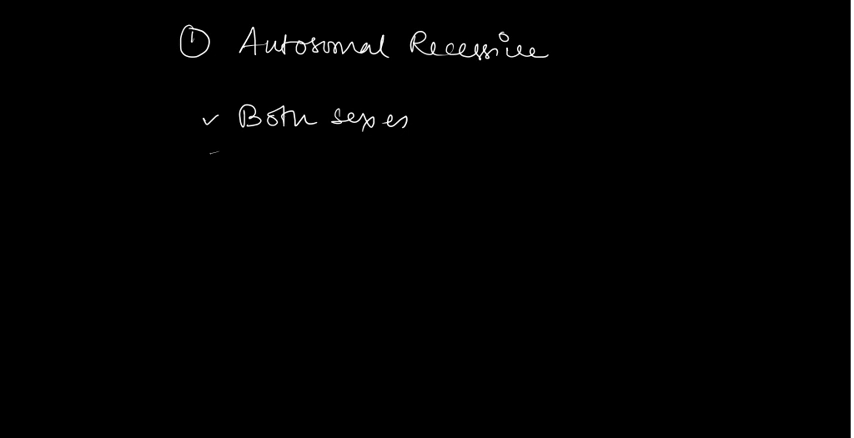 ① Autosomal Recessive
✓ Both sexes